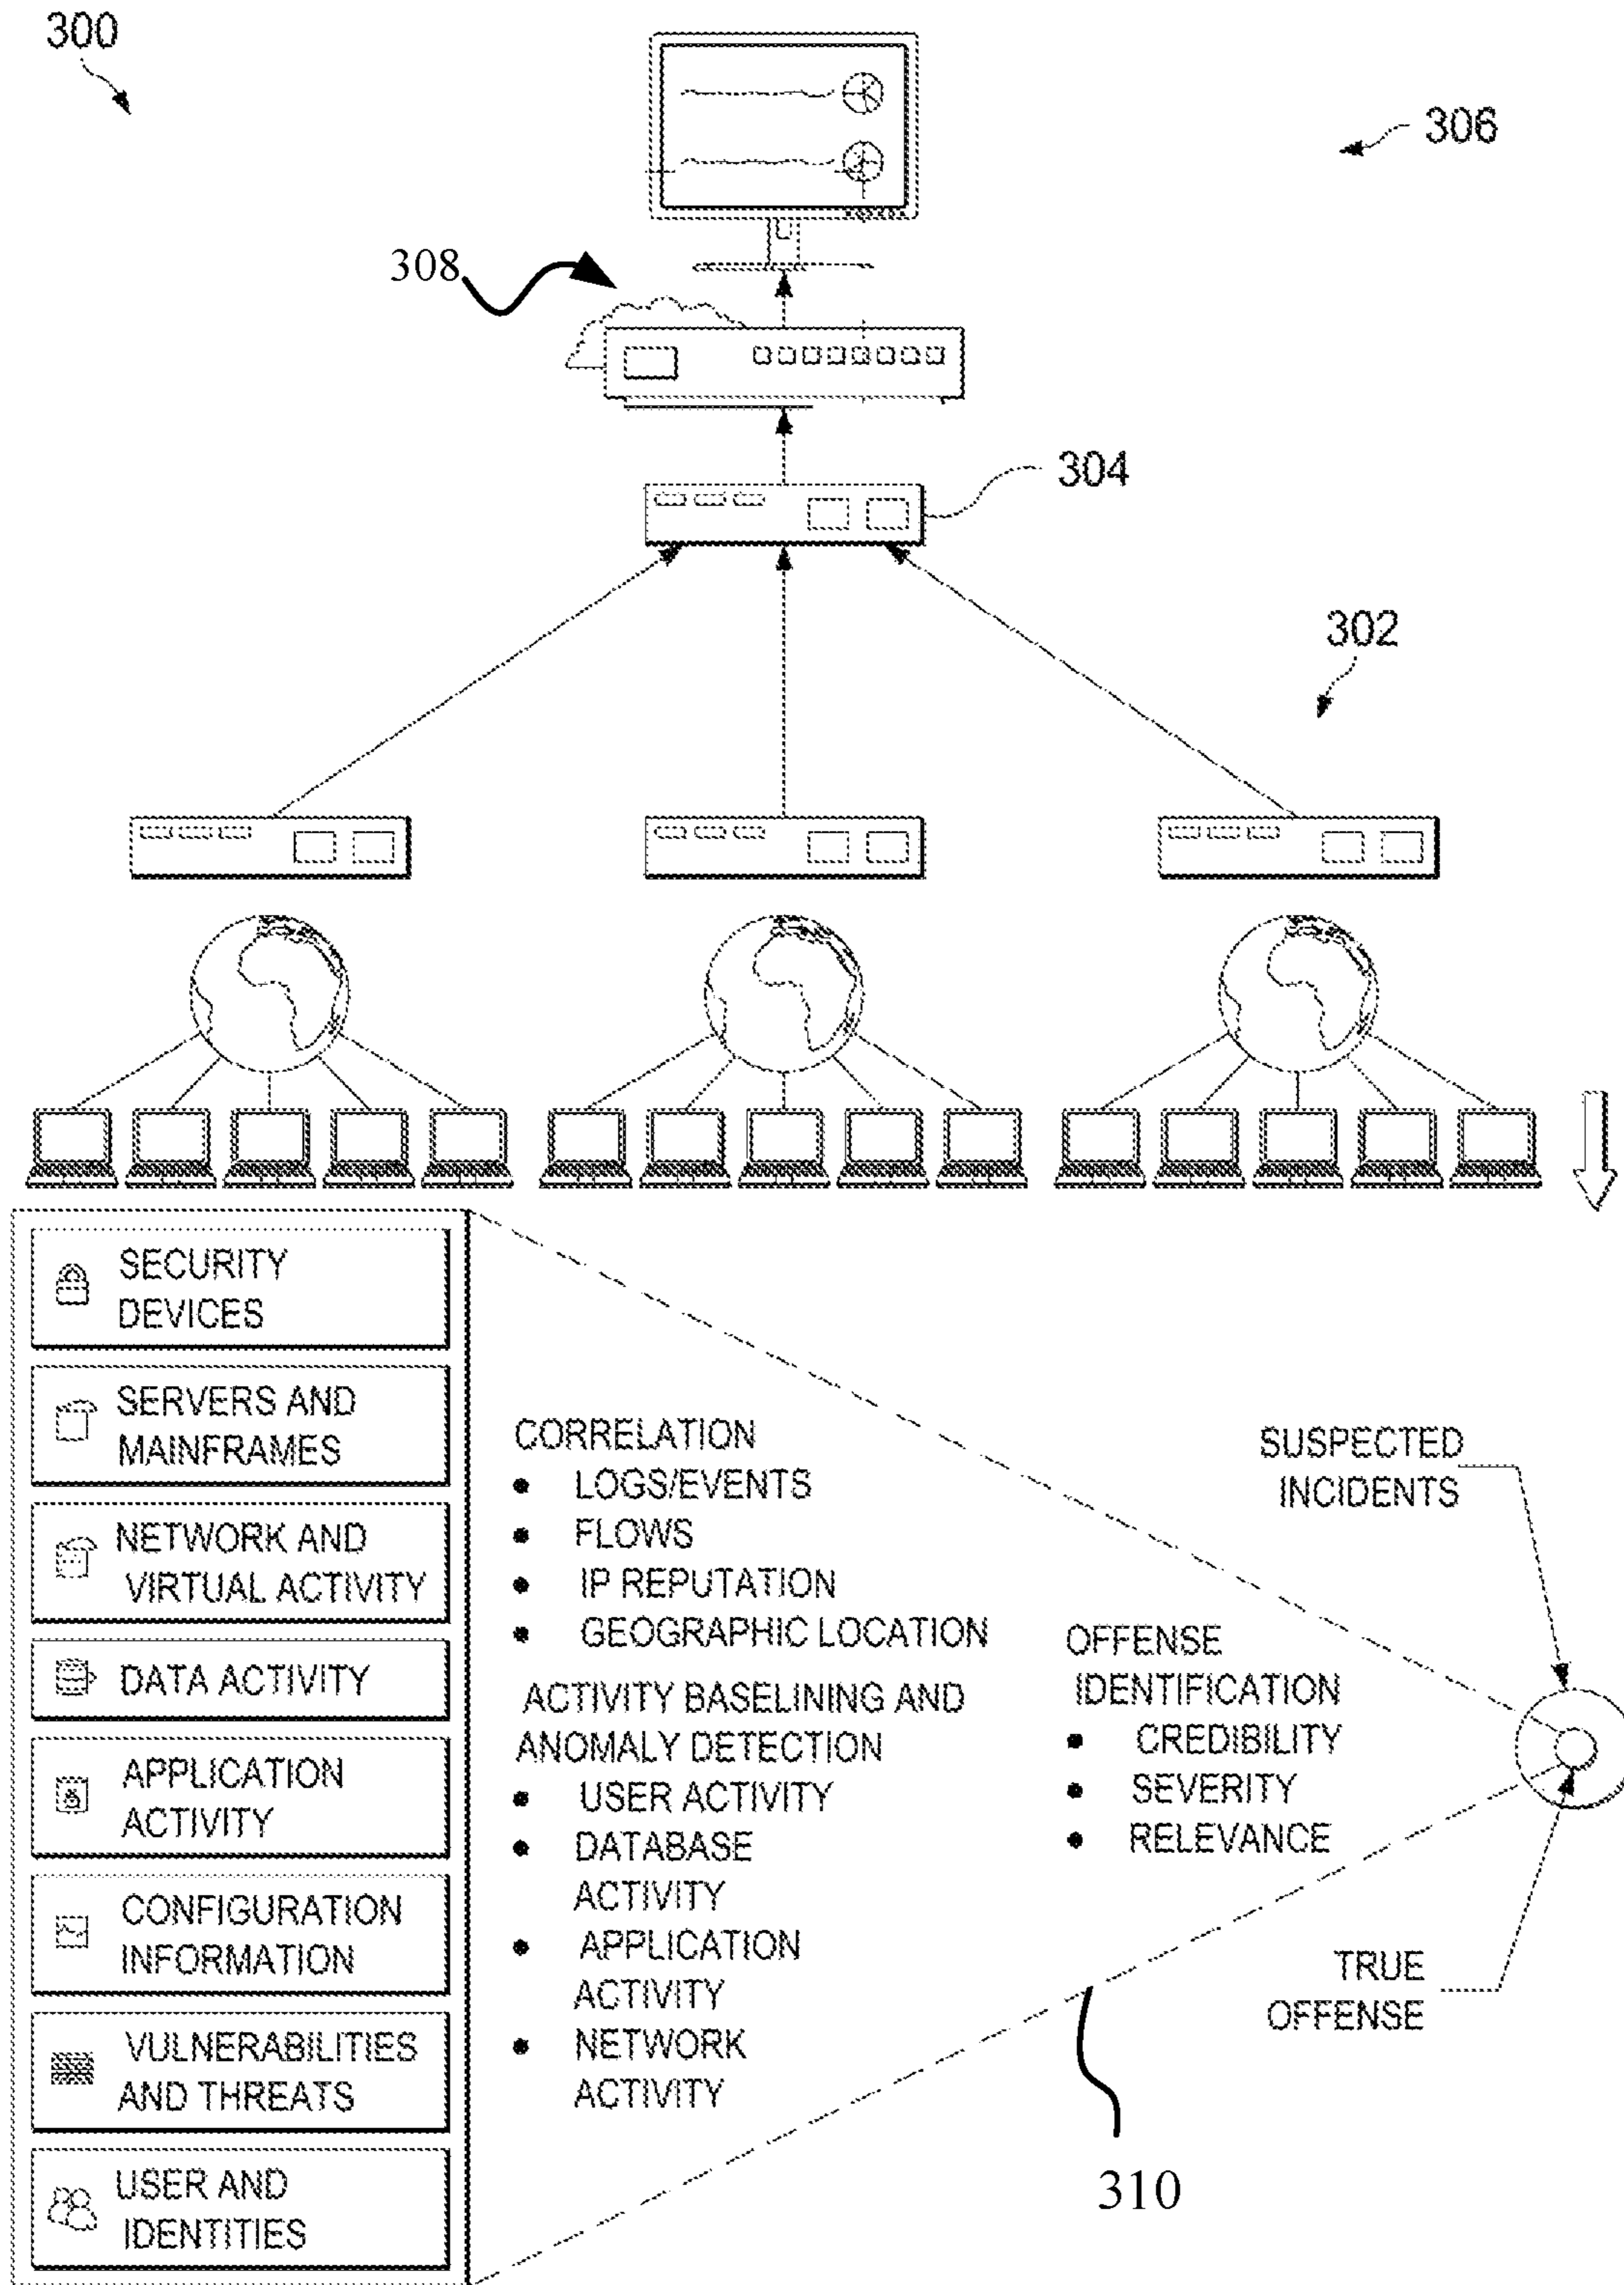 300
306
308
304
302
SECURITY
DEVICES
SERVERS AND
MAINFRAMES
NETWORK AND
VIRTUAL ACTIVITY
DATA ACTIVITY
APPLICATION
ACTIVITY
CONFIGURATION
INFORMATION
VULNERABILITIES
AND THREATS
USER AND
IDENTITIES
CORRELATION
• LOGS/EVENTS
• FLOWS
• IP REPUTATION
• GEOGRAPHIC LOCATION
ACTIVITY BASELINING AND
ANOMALY DETECTION
• USER ACTIVITY
• DATABASE
ACTIVITY
• APPLICATION
ACTIVITY
• NETWORK
ACTIVITY
OFFENSE
IDENTIFICATION
• CREDIBILITY
• SEVERITY
• RELEVANCE
SUSPECTED
INCIDENTS
TRUE
OFFENSE
310